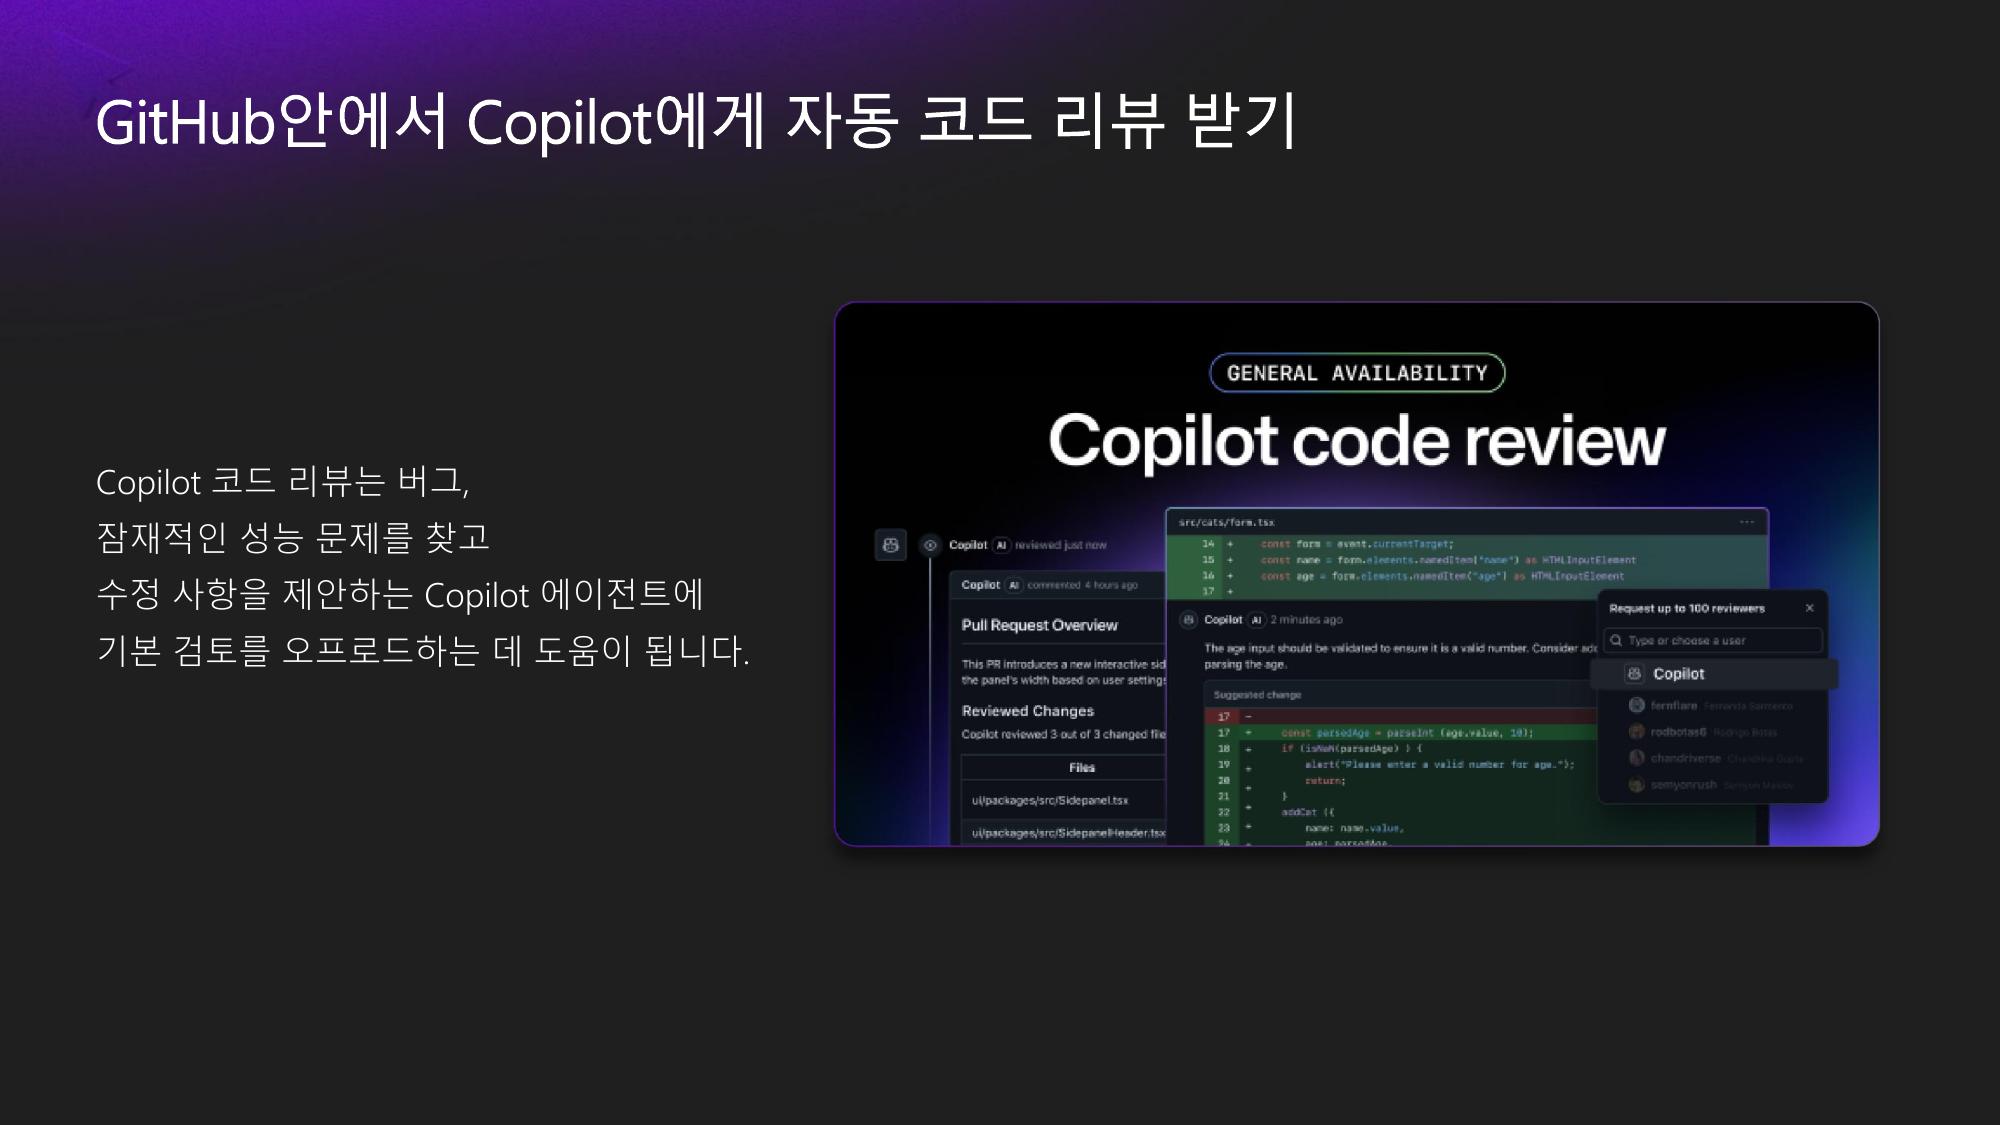 GitHub안에서 Copilot에게 자동 코드 리뷰 받기
Copilot 코드 리뷰는 버그,
잠재적인 성능 문제를 찾고
수정 사항을 제안하는 Copilot 에이전트에
기본 검토를 오프로드하는 데 도움이 됩니다.
GENERAL AVAILABILITY
Copilot code review
Copilot AI reviewed just now
Copilot AI commented 4 hours ago
Pull Request Overview
This PR introduces a new interactive sid
the panel's width based on user settings
Reviewed Changes
Copilot reviewed 3 out of 3 changed file
Files
ui/packages/src/Sidepanel.tsx
ui/packages/src/SidepanelHeader.tsx
src/cats/form.tsx
14 + const form = event.currentTarget;
15 + const name = form.elements.namedItem("name") as HTMLInputElement
16 + const age = form.elements.namedItem("age") as HTMLInputElement
17 +
Copilot AI 2 minutes ago
The age input should be validated to ensure it is a valid number. Consider add
parsing the age.
Suggested change
17 -
17 + const parsedAge = parseInt (age.value, 10);
18 + if (isNaN(parsedAge) ) {
19 + alert("Please enter a valid number for age.");
20 + return;
21 + }
22 + addCat ({
23 + name: name.value,
24 + age: parsedAge,
Request up to 100 reviewers
Type or choose a user
Copilot
fernflare Fernanda Sarmento
rodbotas6 Rodrigo Botas
chandriverse Chandrika Gupta
semyonrush